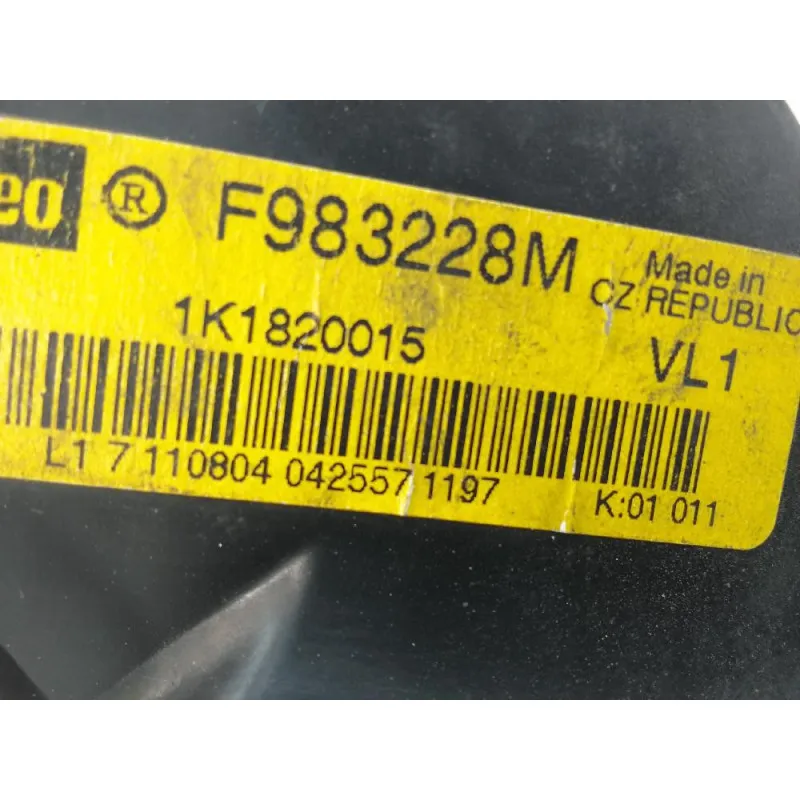 eo ® F983228M
Made in
CZ REPUBLIC
1K1820015
VL1
L1 7 110804 0425571197
K:01 011